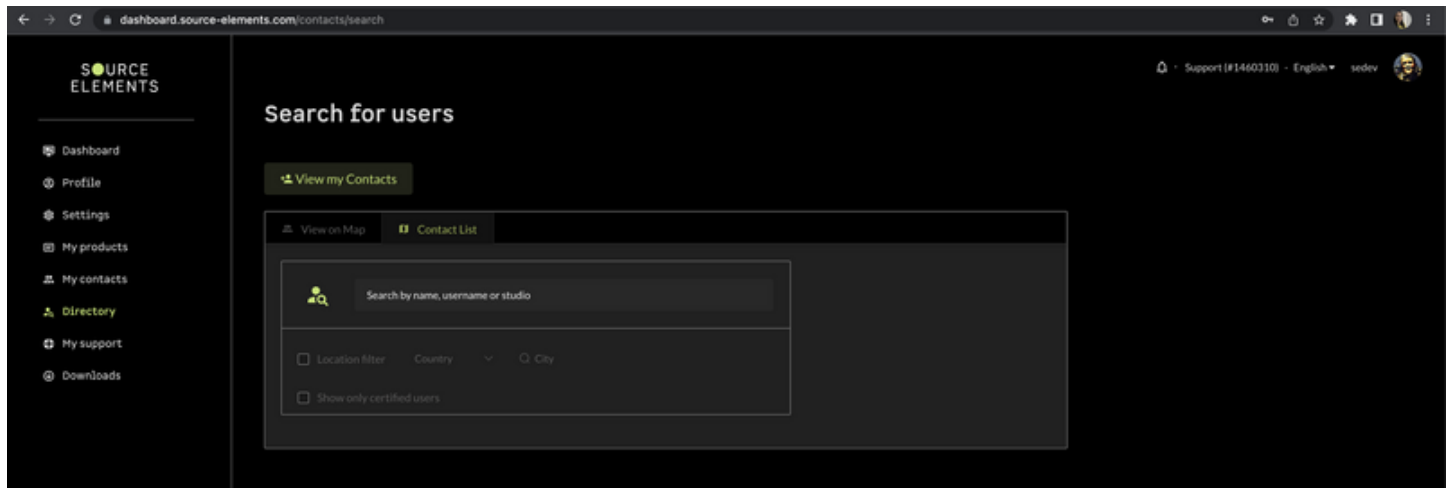 dashboard.source-elements.com/contacts/search
SOURCE
ELEMENTS
Support (#1460310) - English
sedev
Search for users
Dashboard
Profile
Settings
My products
My contacts
Directory
My support
Downloads
View my Contacts
View on Map
Contact List
Search by name, username or studio
Location filter
Country
City
Show only certified users